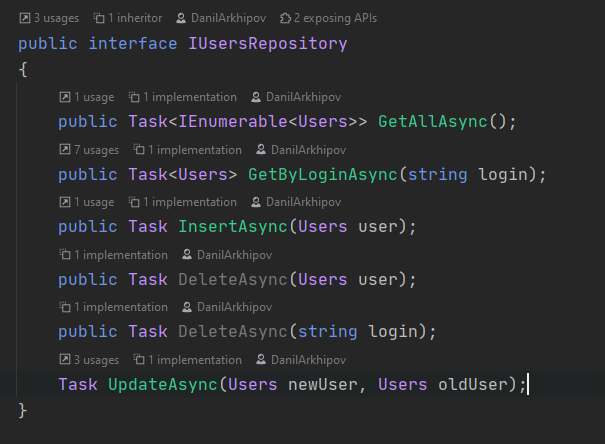 3 usages 1 inheritor DanilArkhipov 2 exposing APIs
public interface IUsersRepository
{
1 usage 1 implementation DanilArkhipov
public Task<IEnumerable<Users>> GetAllAsync();
7 usages 1 implementation DanilArkhipov
public Task<Users> GetByLoginAsync(string login);
1 usage 1 implementation DanilArkhipov
public Task InsertAsync(Users user);
1 implementation DanilArkhipov
public Task DeleteAsync(Users user);
1 implementation DanilArkhipov
public Task DeleteAsync(string login);
3 usages 1 implementation DanilArkhipov
Task UpdateAsync(Users newUser, Users oldUser);
}